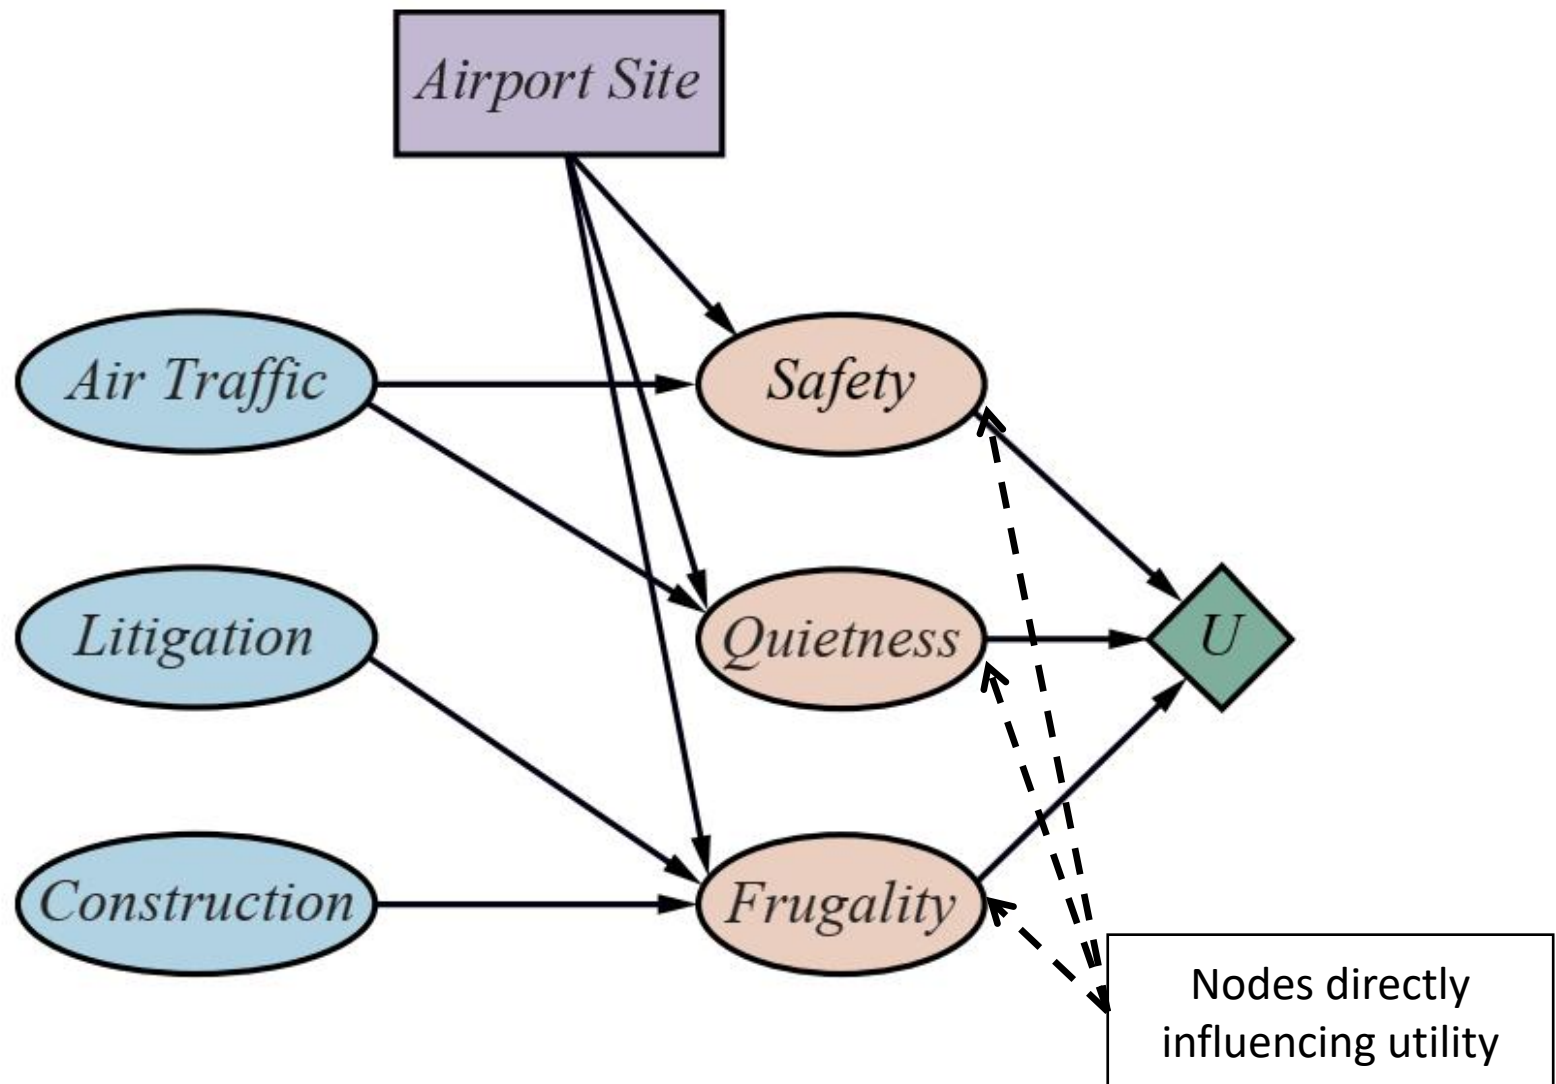 Airport Site
Air Traffic
Safety
Litigation
Quietness
U
Construction
Frugality
Nodes directly
influencing utility